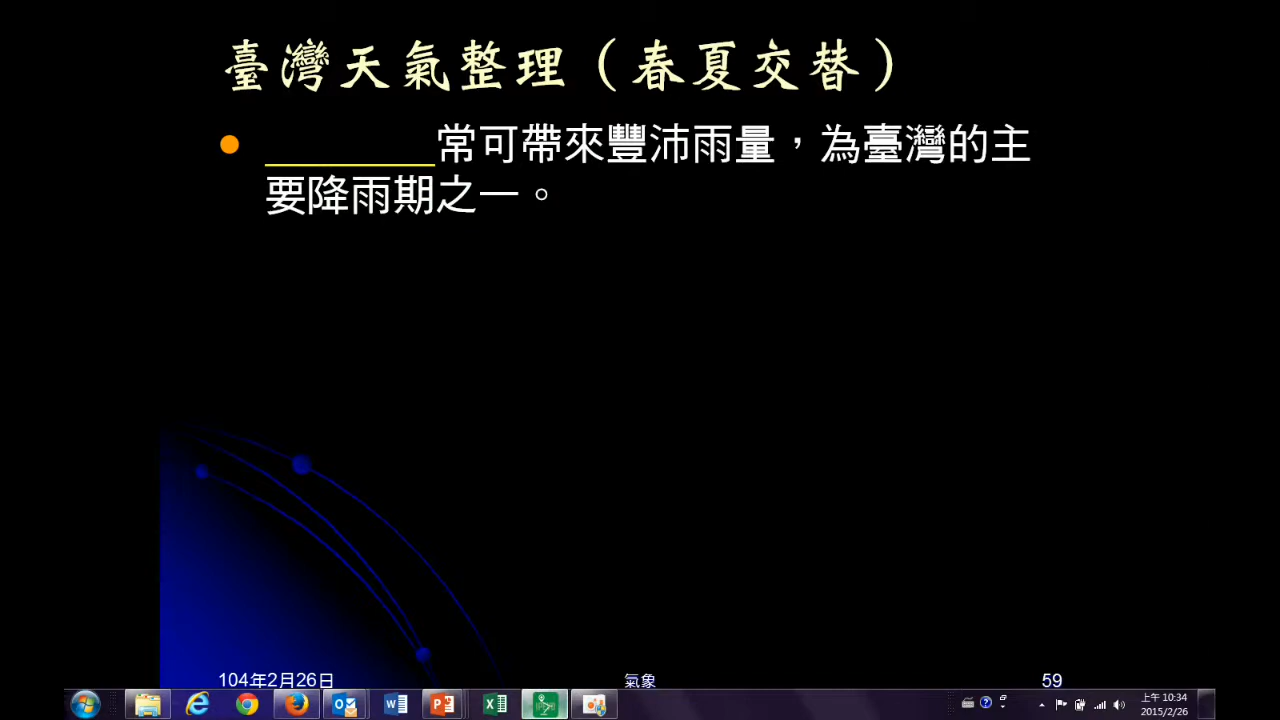 臺灣天氣整理（春夏交替）
________常可帶來豐沛雨量，為臺灣的主
要降雨期之一。
104年2月26日
氣象
59
上午 10:34
2015/2/26